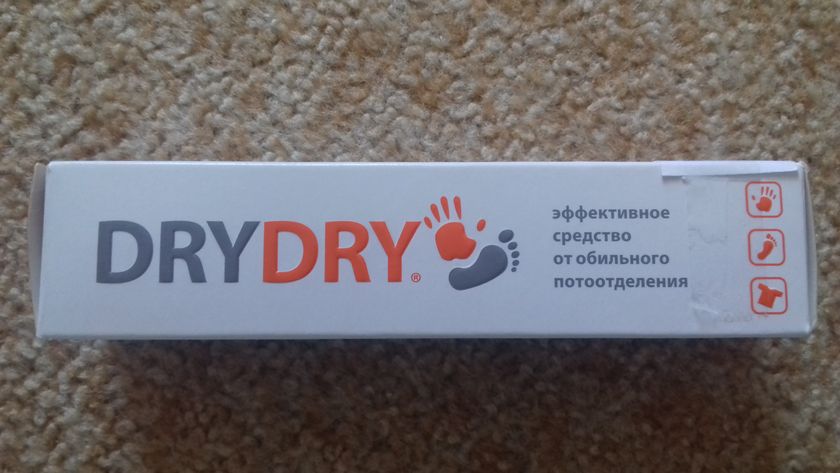 DRYDRY®
эффективное
средство
от обильного
потоотделения